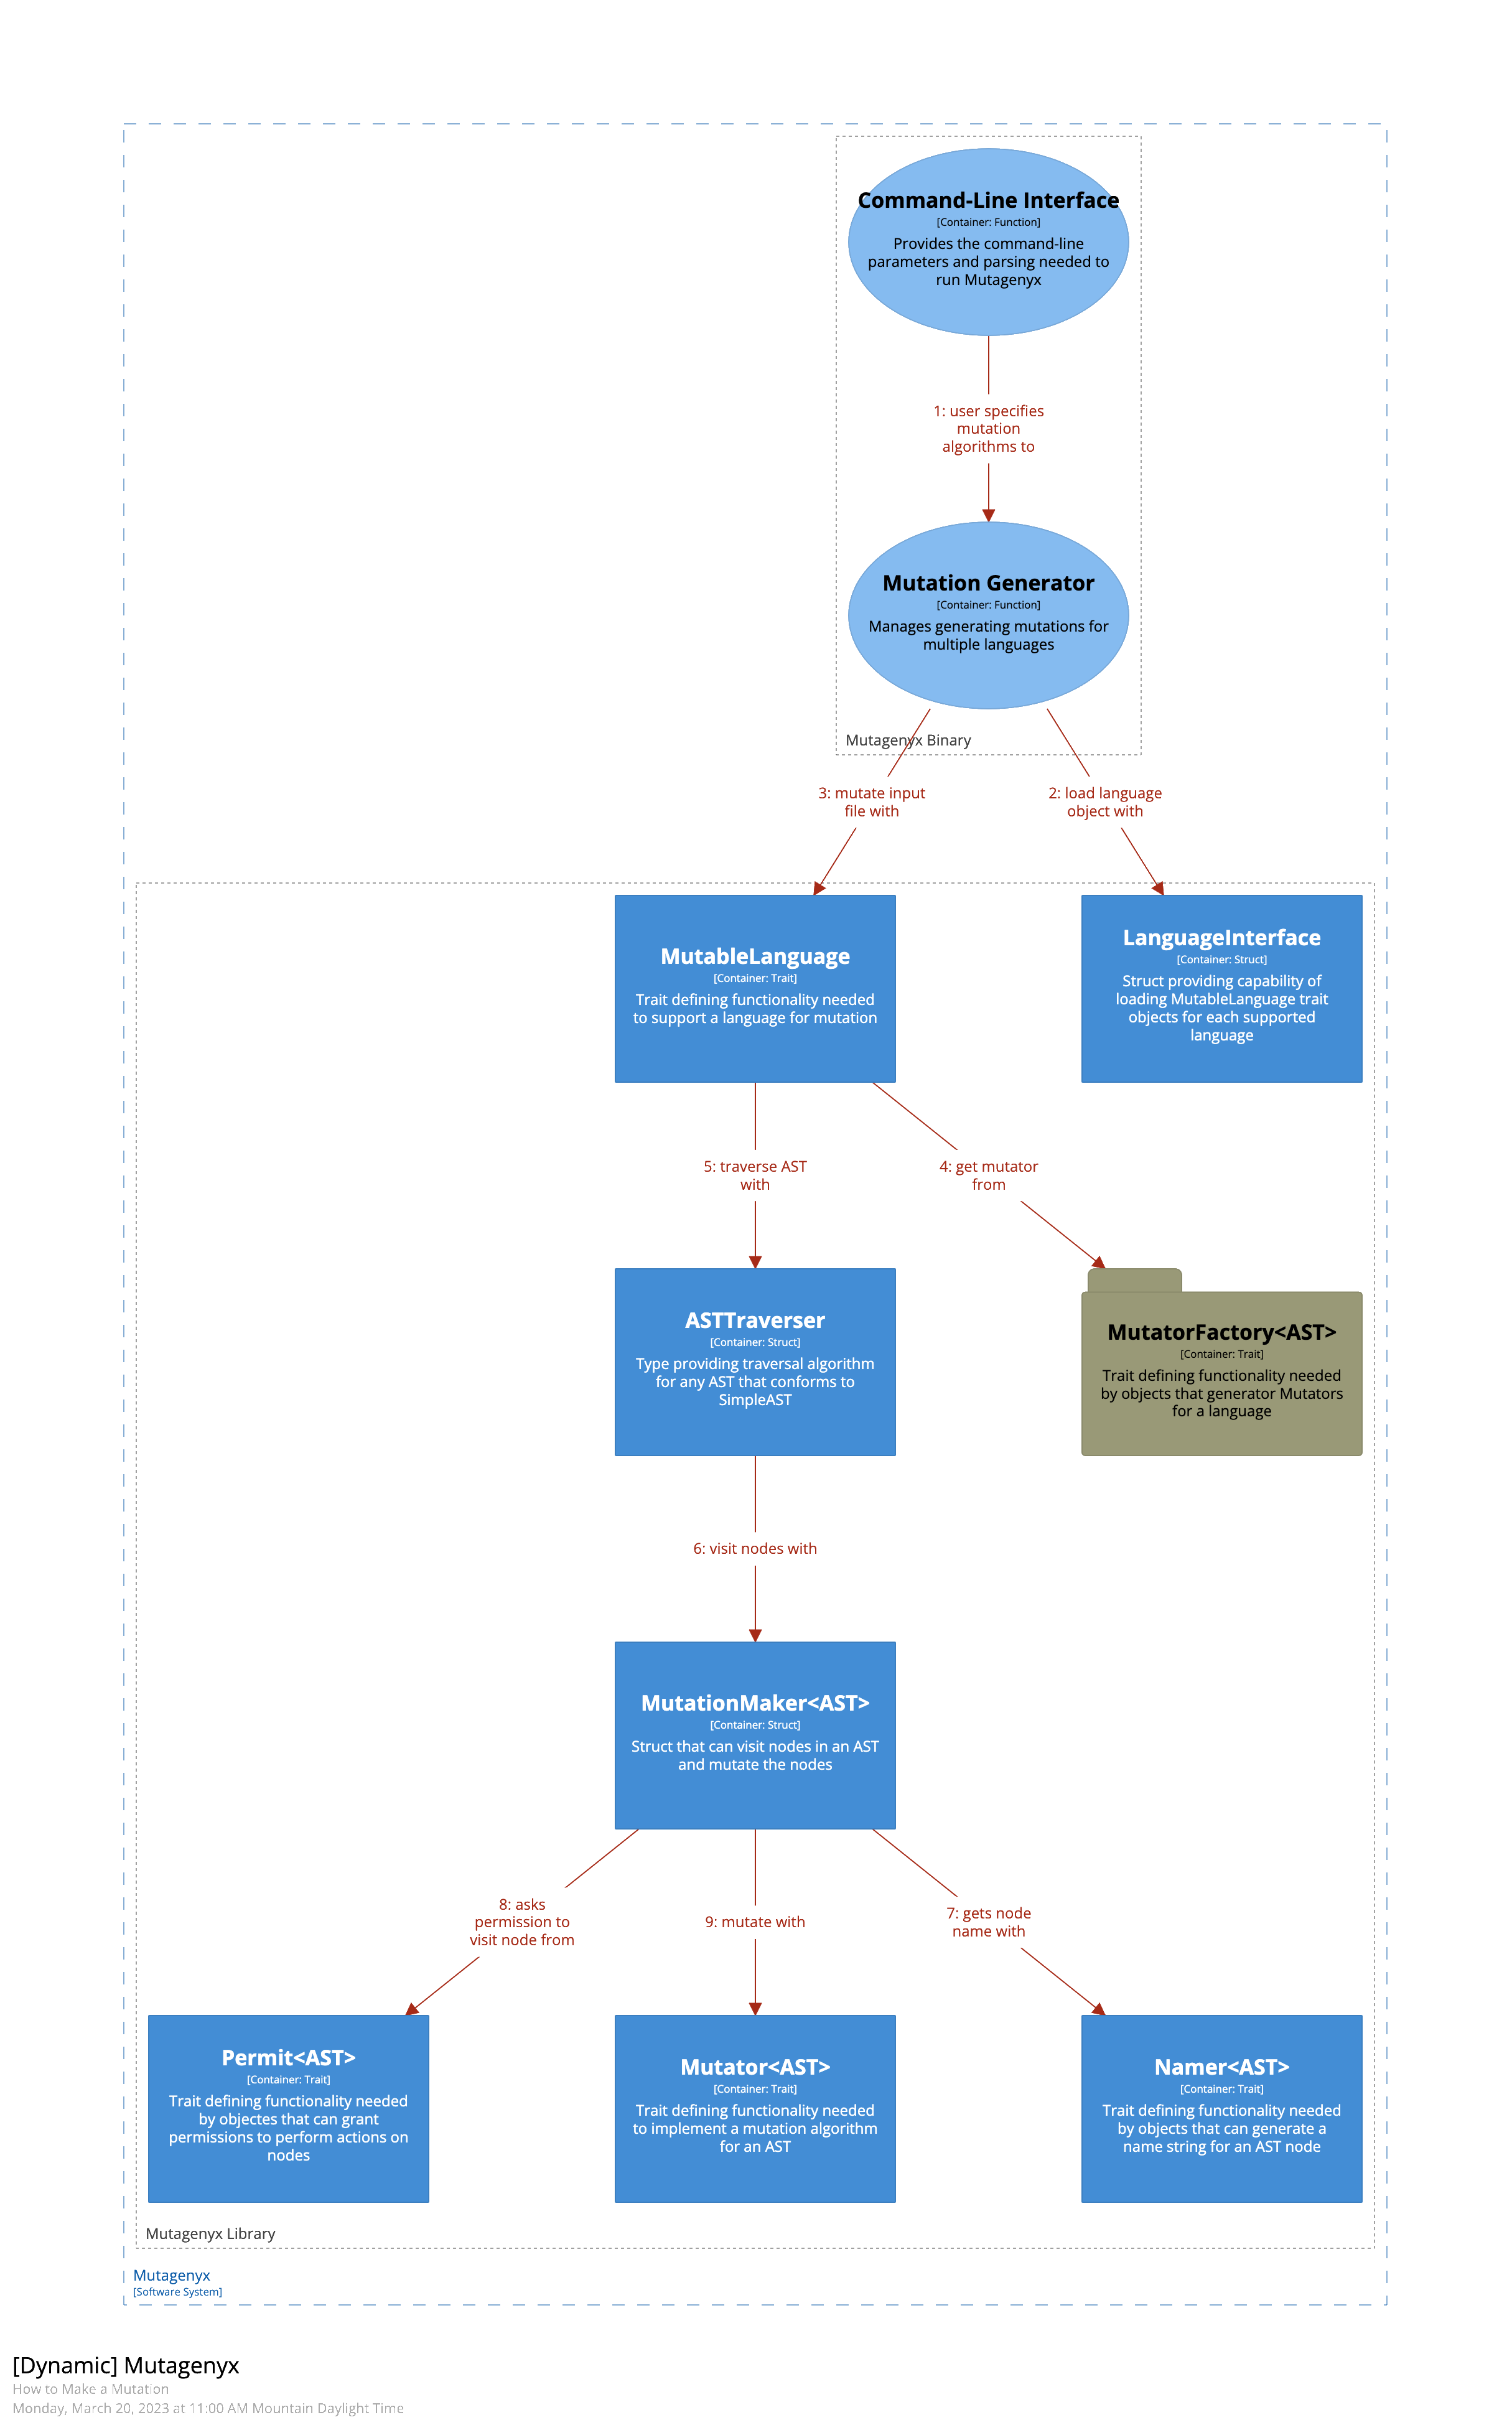 Command-Line Interface
[Container: Function]
Provides the command-line
parameters and parsing needed to
run Mutagenyx
1: user specifies
mutation
algorithms to
Mutation Generator
[Container: Function]
Manages generating mutations for
multiple languages
Mutagenyx Binary
3: mutate input
file with
2: load language
object with
MutableLanguage
[Container: Trait]
Trait defining functionality needed
to support a language for mutation
LanguageInterface
[Container: Struct]
Struct providing capability of
loading MutableLanguage trait
objects for each supported
language
5: traverse AST
with
4: get mutator
from
ASTTraverser
[Container: Struct]
Type providing traversal algorithm
for any AST that conforms to
SimpleAST
MutatorFactory<AST>
[Container: Trait]
Trait defining functionality needed
by objects that generator Mutators
for a language
6: visit nodes with
MutationMaker<AST>
[Container: Struct]
Struct that can visit nodes in an AST
and mutate the nodes
8: asks
permission to
visit node from
9: mutate with
7: gets node
name with
Permit<AST>
[Container: Trait]
Trait defining functionality needed
by objectes that can grant
permissions to perform actions on
nodes
Mutator<AST>
[Container: Trait]
Trait defining functionality needed
to implement a mutation algorithm
for an AST
Namer<AST>
[Container: Trait]
Trait defining functionality needed
by objects that can generate a
name string for an AST node
Mutagenyx Library
Mutagenyx
[Software System]
[Dynamic] Mutagenyx
How to Make a Mutation
Monday, March 20, 2023 at 11:00 AM Mountain Daylight Time